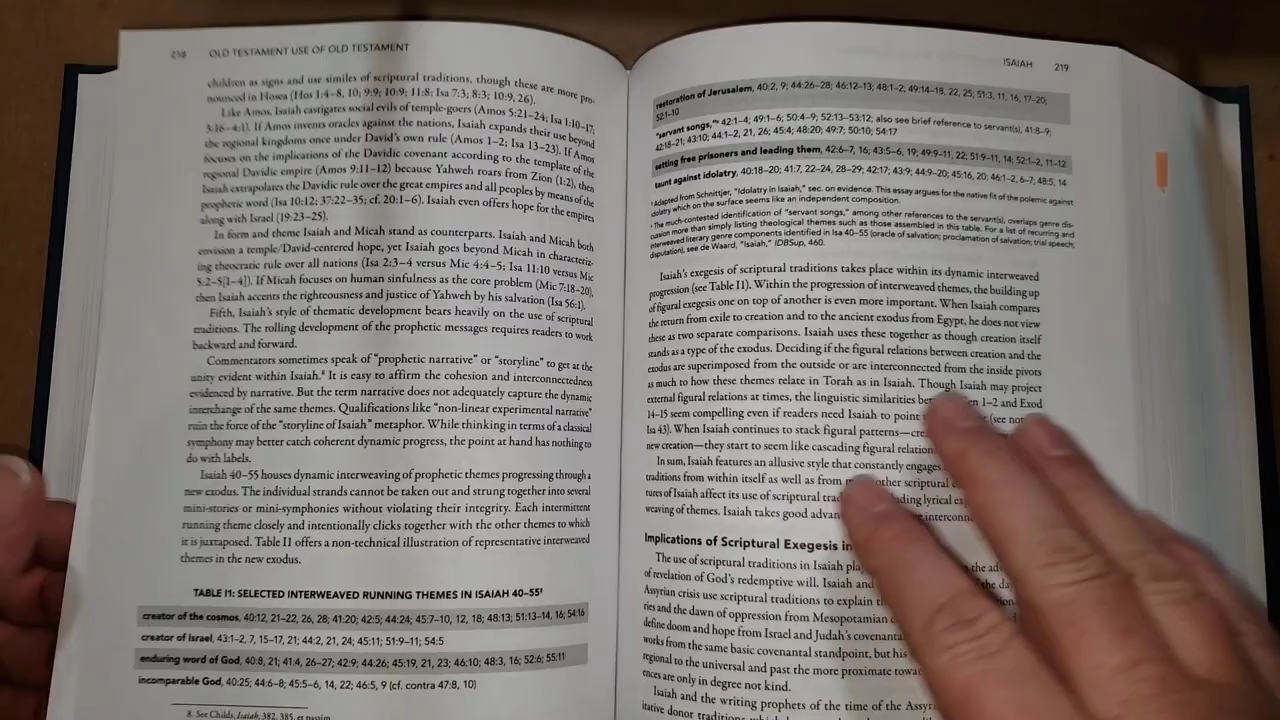 218 OLD TESTAMENT USE OF OLD TESTAMENT
children as signs and use similes of scriptural traditions, though these are more pro-
nounced in Hosea (Hos 1:4–8, 10; 9:9; 10:9; 11:8; Isa 7:3; 8:3; 10:9, 26).
Like Amos, Isaiah castigates social evils of temple-goers (Amos 5:21–24; Isa 1:10–17;
3:16–4:1). If Amos invents oracles against the nations, Isaiah expands their use beyond
the regional kingdoms once under David's own rule (Amos 1–2; Isa 13–23). If Amos
focuses on the implications of the Davidic covenant according to the template of the
regional Davidic empire (Amos 9:11–12) because Yahweh roars from Zion (1:2), then
Isaiah extrapolates the Davidic rule over the great empires and all peoples by means of the
prophetic word (Isa 10:12; 37:22–35; cf. 20:1–6). Isaiah even offers hope for the empires
along with Israel (19:23–25).
In form and theme Isaiah and Micah stand as counterparts. Isaiah and Micah both
envision a temple/David-centered hope, yet Isaiah goes beyond Micah in characteriz-
ing theocratic rule over all nations (Isa 2:3–4 versus Mic 4:4–5; Isa 11:10 versus Mic
5:2–5[1–4]). If Micah focuses on human sinfulness as the core problem (Mic 7:18–20),
then Isaiah accents the righteousness and justice of Yahweh by his salvation (Isa 56:1).
Fifth, Isaiah's style of thematic development bears heavily on the use of scriptural
traditions. The rolling development of the prophetic messages requires readers to work
backward and forward.
Commentators sometimes speak of "prophetic narrative" or "storyline" to get at the
unity evident within Isaiah.8 It is easy to affirm the cohesion and interconnectedness
evidenced by narrative. But the term narrative does not adequately capture the dynamic
interchange of the same themes. Qualifications like "non-linear experimental narrative"
ruin the force of the "storyline of Isaiah" metaphor. While thinking in terms of a classical
symphony may better catch coherent dynamic progress, the point at hand has nothing to
do with labels.
Isaiah 40–55 houses dynamic interweaving of prophetic themes progressing through a
new exodus. The individual strands cannot be taken out and strung together into several
mini-stories or mini-symphonies without violating their integrity. Each intermittent
running theme closely and intentionally clicks together with the other themes to which
it is juxtaposed. Table I1 offers a non-technical illustration of representative interweaved
themes in the new exodus.
TABLE I1: SELECTED INTERWEAVED RUNNING THEMES IN ISAIAH 40–55‡
creator of the cosmos, 40:12, 21–22, 26, 28; 41:20; 42:5; 44:24; 45:7–10, 12, 18; 48:13; 51:13–14, 16; 54:16
creator of Israel, 43:1–2, 7, 15–17, 21; 44:2, 21, 24; 45:11; 51:9–11; 54:5
enduring word of God, 40:8, 21; 41:4, 26–27; 42:9; 44:26; 45:19, 21, 23; 46:10; 48:3, 16; 52:6; 55:11
incomparable God, 40:25; 44:6–8; 45:5–6, 14, 22; 46:5, 9 (cf. contra 47:8, 10)
8. See Childs, Isaiah, 382, 385, et passim.
ISAIAH 219
restoration of Jerusalem, 40:2, 9; 44:26–28; 46:12–13; 48:1–2; 49:14–18, 22, 25; 51:3, 11, 16, 17–20;
52:1–10
"servant songs," 42:1–4; 49:1–6; 50:4–9; 52:13–53:12; also see brief reference to servant(s), 41:8–9;
42:18–21; 43:10; 44:1–2, 21, 26; 45:4; 48:20; 49:7; 50:10; 54:17
setting free prisoners and leading them, 42:6–7, 16; 43:5–6, 19; 49:9–11, 22; 51:9–11, 14; 52:1–2, 11–12
taunt against idolatry, 40:18–20; 41:7, 22–24, 28–29; 42:17; 43:9; 44:9–20; 45:16, 20; 46:1–2, 6–7; 48:5, 14
‡ Adapted from Schnittjer, "Idolatry in Isaiah," sec. on evidence. This essay argues for the native fit of the polemic against
idolatry which on the surface seems like an independent composition.
The much-contested identification of "servant songs," among other references to the servant(s), overlaps genre dis-
cussion more than simply listing theological themes such as those assembled in this table. For a list of recurring and
interweaved literary genre components identified in Isa 40–55 (oracle of salvation; proclamation of salvation; trial speech;
disputation), see de Waard, "Isaiah," IDBSup, 460.
Isaiah's exegesis of scriptural traditions takes place within its dynamic interweaved
progression (see Table I1). Within the progression of interweaved themes, the building up
of figural exegesis one on top of another is even more important. When Isaiah compares
the return from exile to creation and to the ancient exodus from Egypt, he does not view
these as two separate comparisons. Isaiah uses these together as though creation itself
stands as a type of the exodus. Deciding if the figural relations between creation and the
exodus are superimposed from the outside or are interconnected from the inside pivots
as much to how these themes relate in Torah as in Isaiah. Though Isaiah may project
external figural relations at times, the linguistic similarities be en 1–2 and Exod
14–15 seem compelling even if readers need Isaiah to point (see
Isa 43). When Isaiah continues to stack figural patterns—
new creation—they start to seem like cascading figural
In sum, Isaiah features an allusive style that constantly engages
traditions from within itself as well as from other scriptural
tures of Isaiah affect its use of scriptural lyrical
weaving of themes. Isaiah takes good
Implications of Scriptural Exegesis in
The use of scriptural traditions in Isaiah the
of revelation of God's redemptive will. Isaiah and the
Assyrian crisis use scriptural traditions to explain
ries and the dawn of oppression from Mesopotamian
define doom and hope from Israel and Judah's
works from the same basic covenantal standpoint, but his
regional to the universal and past the more proximate
ences are only in degree not kind.
Isaiah and the writing prophets of the time of the
itative donor traditions